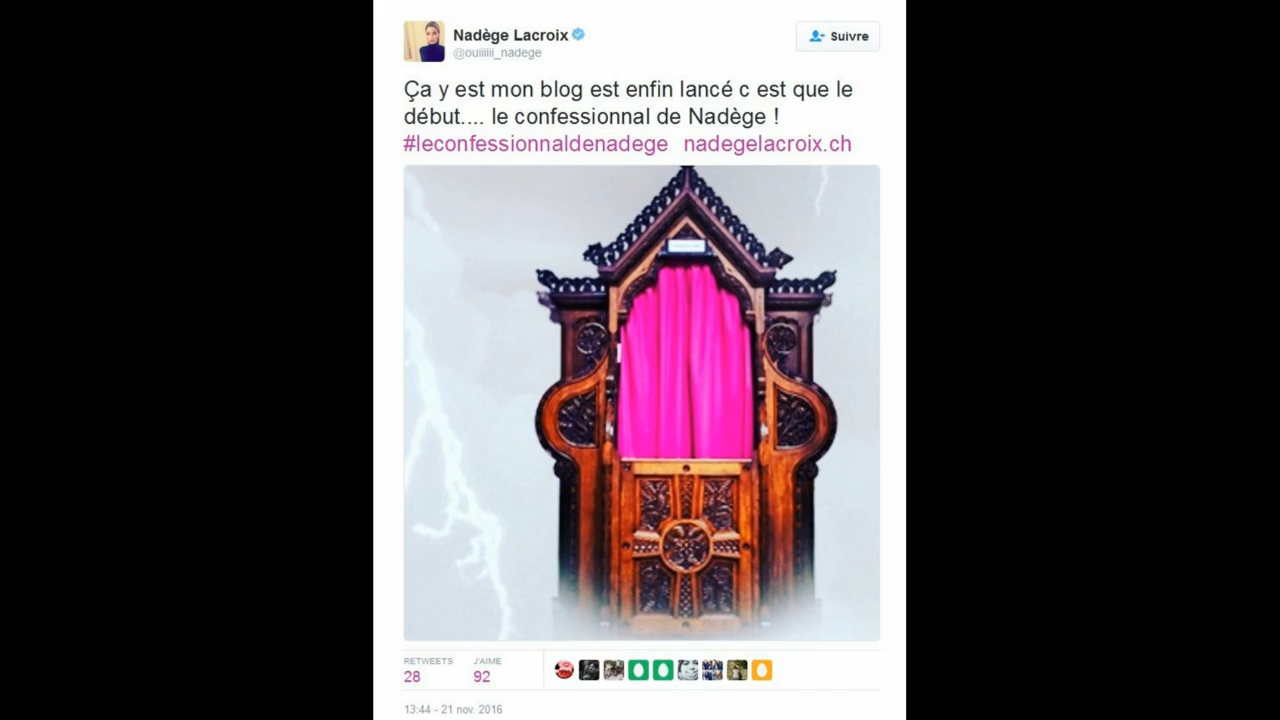 Nadège Lacroix
@ouiiiiii_nadege
Suivre
Ça y est mon blog est enfin lancé c est que le
début.... le confessionnal de Nadège !
#leconfessionnaldenadege nadegelacroix.ch
RETWEETS
28
J'AIME
92
13:44 - 21 nov. 2016